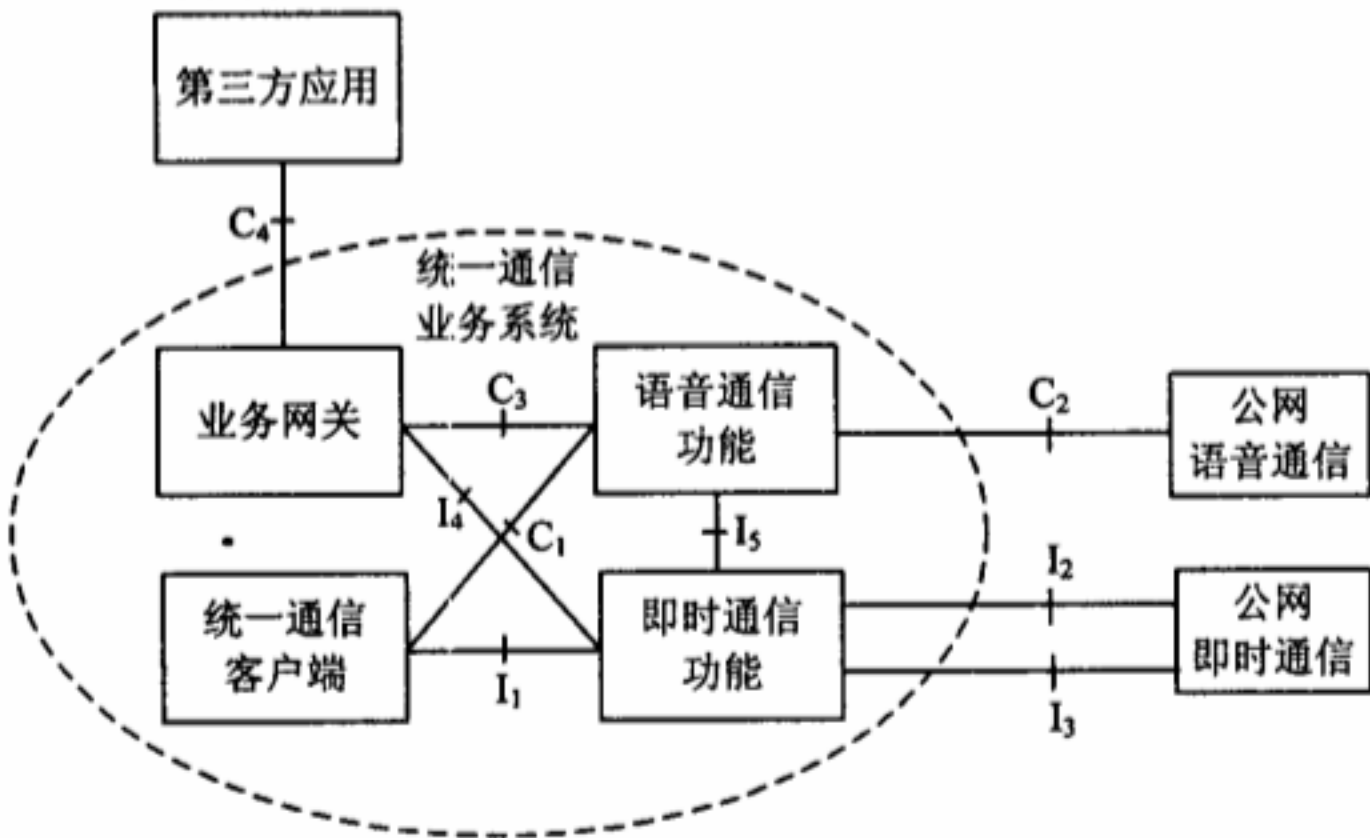 第三方应用
C₄
统一通信
业务系统
业务网关
C₃
语音通信
功能
C₂
公网
语音通信
I₄
C₁
I₅
统一通信
客户端
I₁
即时通信
功能
I₂
公网
即时通信
I₃